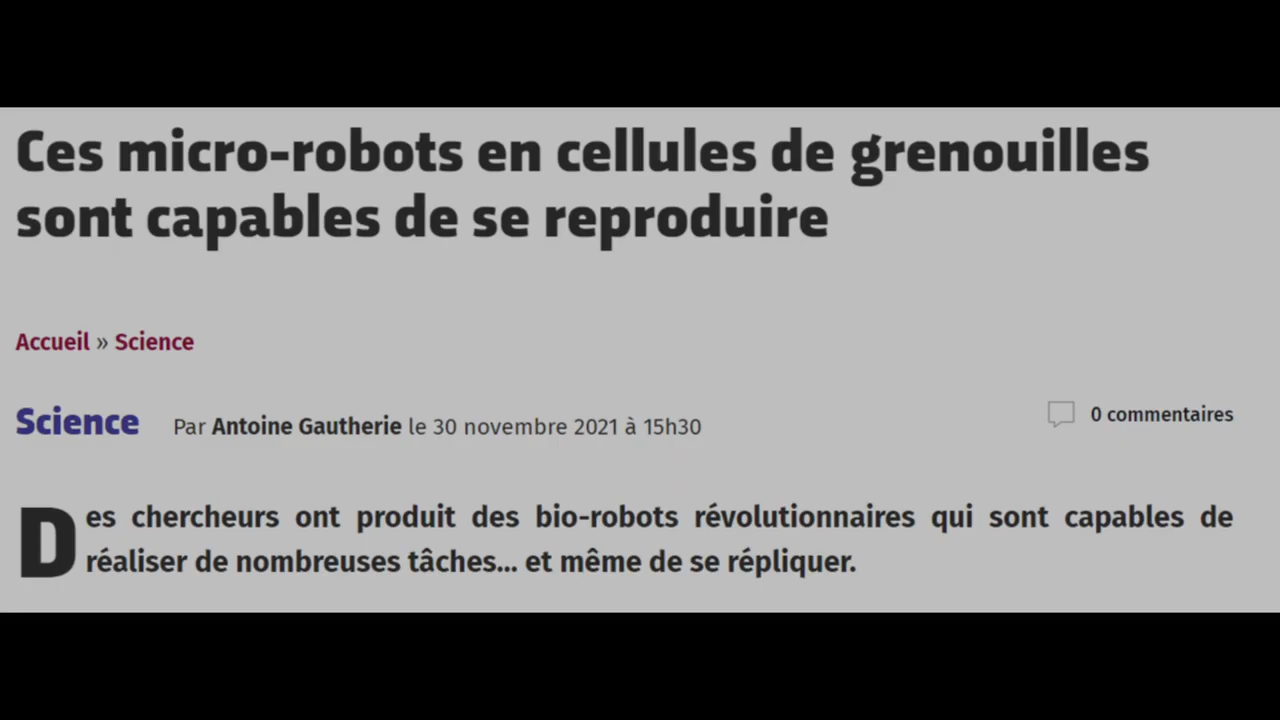 Ces micro-robots en cellules de grenouilles
sont capables de se reproduire
Accueil » Science
Science Par Antoine Gautherie le 30 novembre 2021 à 15h30 0 commentaires
Des chercheurs ont produit des bio-robots révolutionnaires qui sont capables de
réaliser de nombreuses tâches... et même de se répliquer.